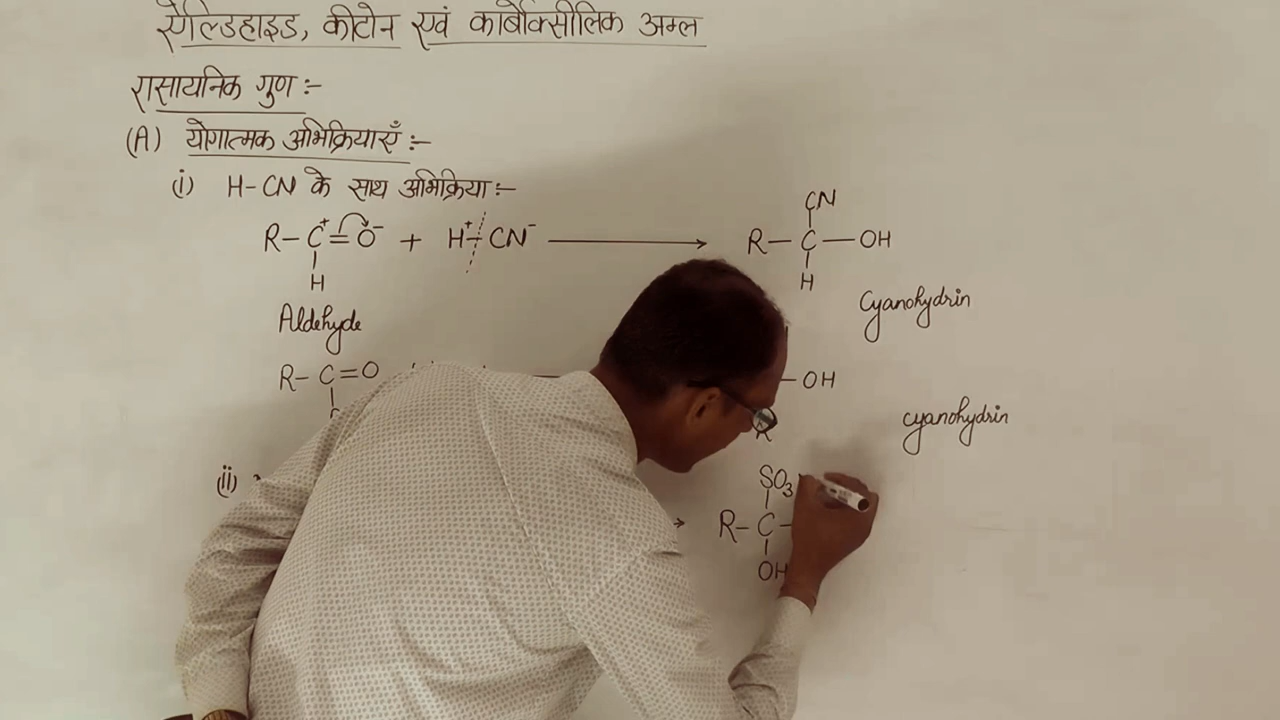 ऐल्डिहाइड, कीटोन एवं कार्बोक्सीलिक अम्ल
रासायनिक गुण :-
(A) योगात्मक अभिक्रियाएँ :-
(i) H-CN के साथ अभिक्रिया :-
CN
R-C⁺=O⁻ + H⁺ CN⁻ → R-C-OH
H H
Aldehyde Cyanohydrin
R-C=O -OH
R cyanohydrin
(ii)
SO₃
→ R-C-
OH